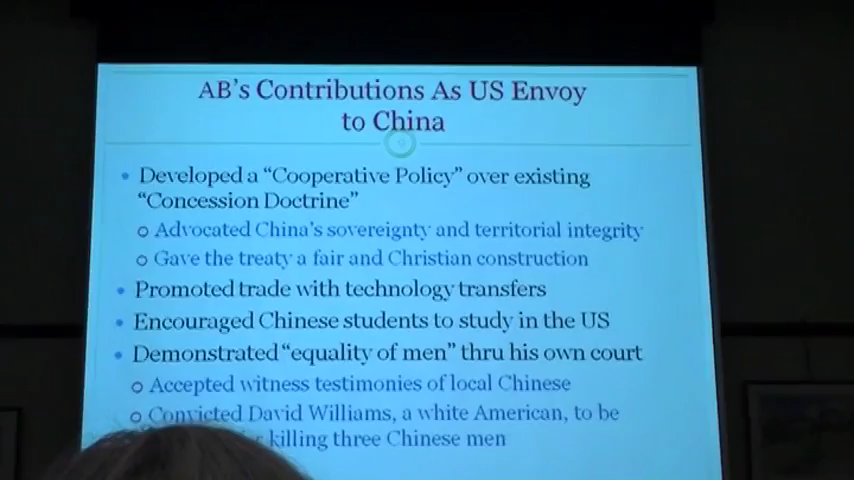 AB's Contributions As US Envoy
to China
• Developed a “Cooperative Policy” over existing
“Concession Doctrine”
o Advocated China's sovereignty and territorial integrity
o Gave the treaty a fair and Christian construction
• Promoted trade with technology transfers
• Encouraged Chinese students to study in the US
• Demonstrated “equality of men” thru his own court
o Accepted witness testimonies of local Chinese
o Convicted David Williams, a white American, to be
killing three Chinese men